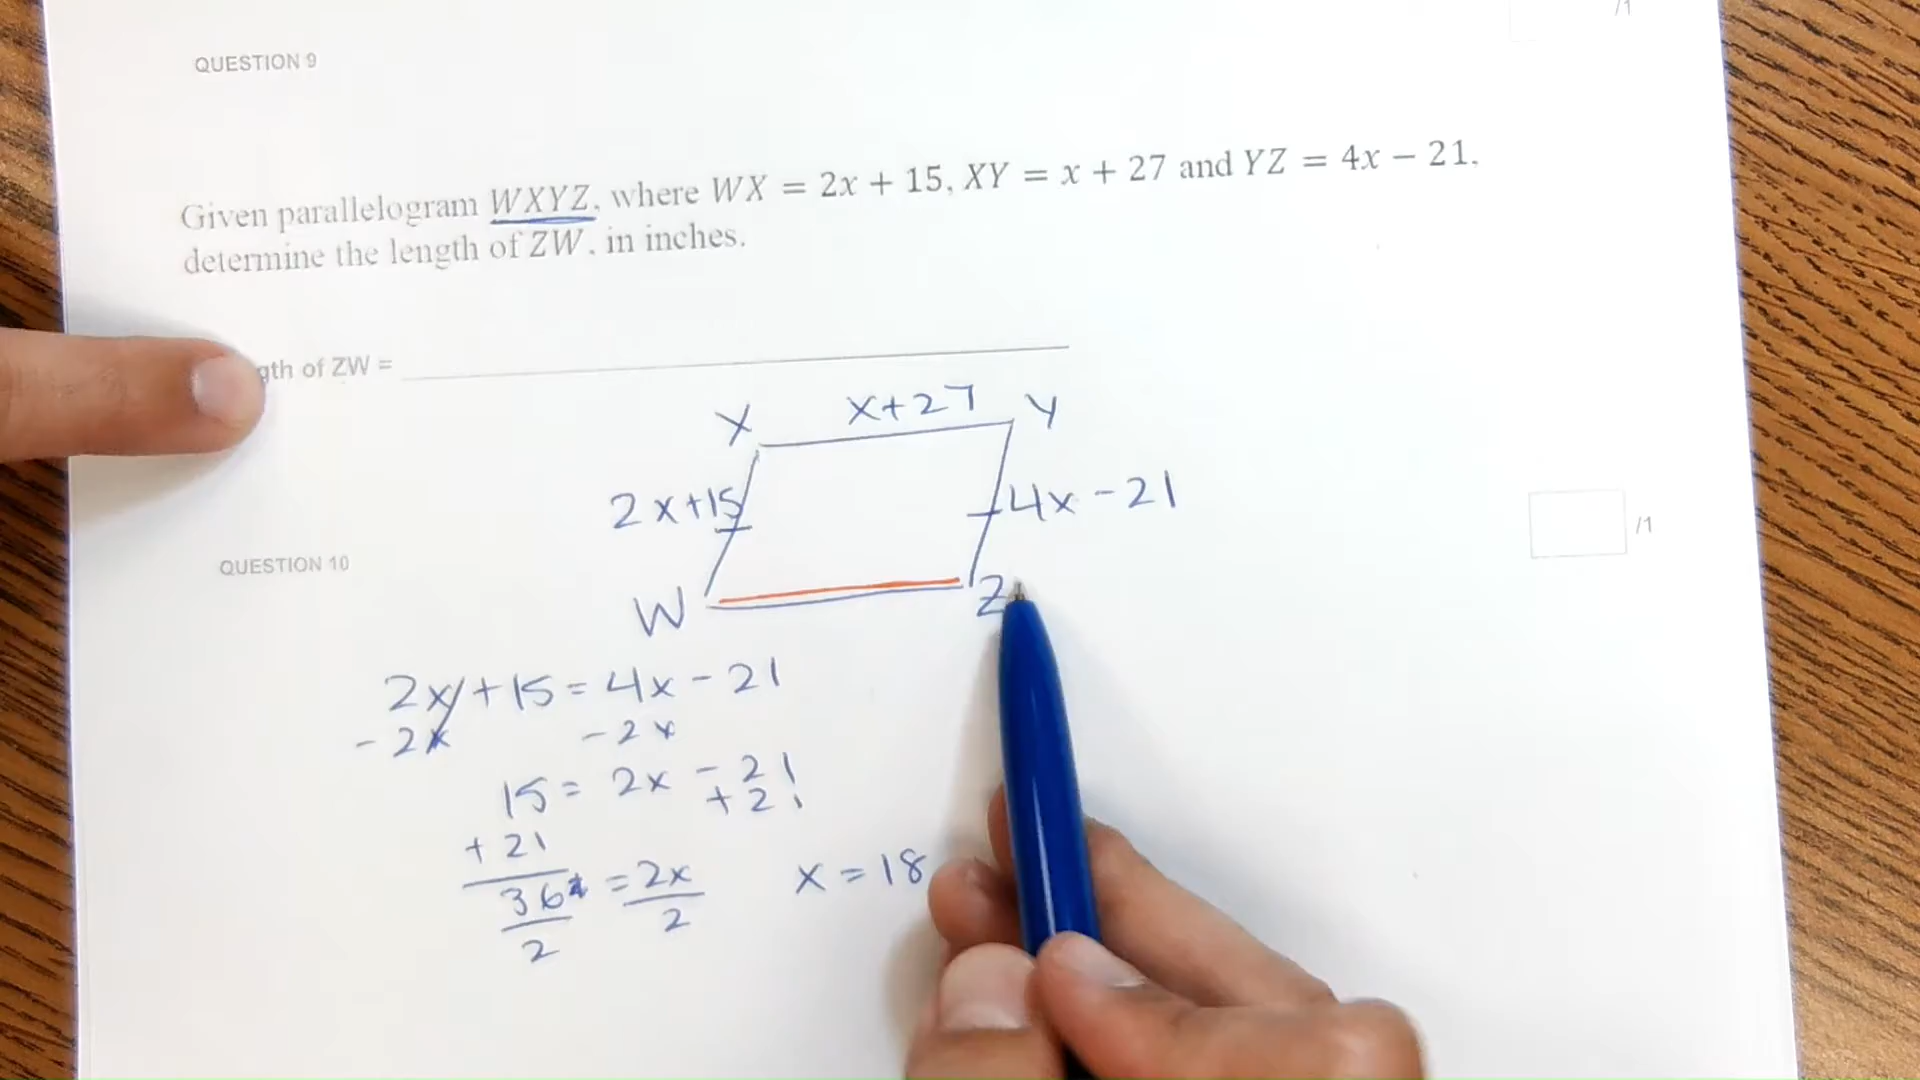 /1
QUESTION 9
Given parallelogram WXYZ, where WX = 2x + 15, XY = x + 27 and YZ = 4x − 21,
determine the length of ZW, in inches.
gth of ZW =
X x+27 Y
2x+15 4x-21
/1
QUESTION 10
W Z
2x+15=4x-21
-2x -2x
15=2x-21
+21 +21
36=2x
2 2
x=18